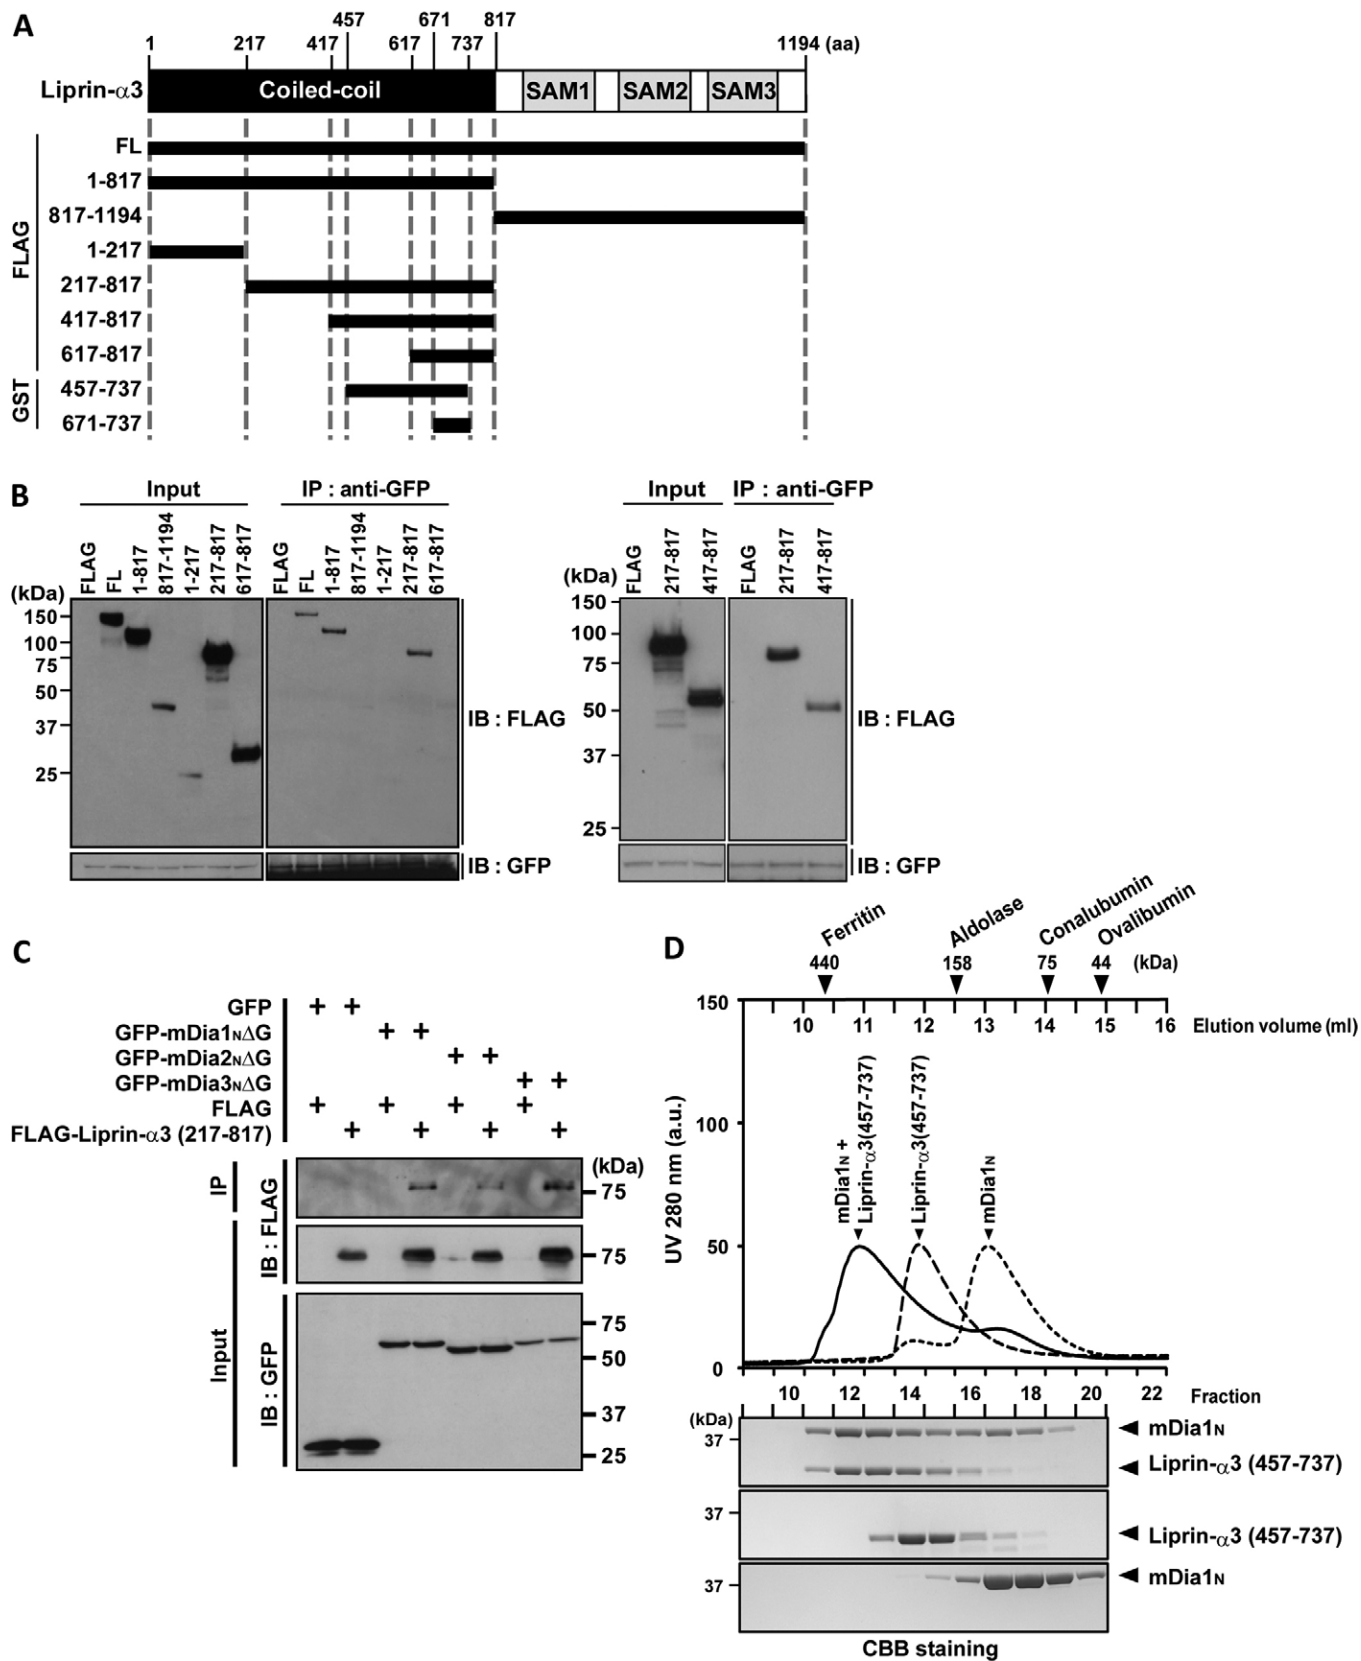 A
457 671 817
1 217 417 617 737 1194 (aa)
Liprin-α3 Coiled-coil SAM1 SAM2 SAM3
FL
1-817
817-1194
1-217
217-817
417-817
617-817
457-737
671-737
FLAG
GST
B
Input IP : anti-GFP
FLAG FL 1-817 817-1194 1-217 217-817 617-817 FLAG FL 1-817 817-1194 1-217 217-817 617-817
(kDa)
150
100
75
50
37
25
IB : FLAG
IB : GFP
Input IP : anti-GFP
FLAG 217-817 417-817 FLAG 217-817 417-817
(kDa)
150
100
75
50
37
25
IB : FLAG
IB : GFP
C
GFP + +
GFP-mDia1NΔG + +
GFP-mDia2NΔG + +
GFP-mDia3NΔG + +
FLAG + + + +
FLAG-Liprin-α3 (217-817) + + + +
(kDa)
IP
Input
IB : FLAG
IB : GFP
75
75
75
50
37
25
D
Ferritin Aldolase Conalubumin Ovalibumin
440 158 75 44 (kDa)
150
100
50
0
UV 280 nm (a.u.)
10 11 12 13 14 15 16 Elution volume (ml)
mDia1N +
Liprin-α3(457-737)
Liprin-α3(457-737)
mDia1N
10 12 14 16 18 20 22 Fraction
(kDa)
37
mDia1N
Liprin-α3 (457-737)
37
Liprin-α3 (457-737)
37
mDia1N
CBB staining